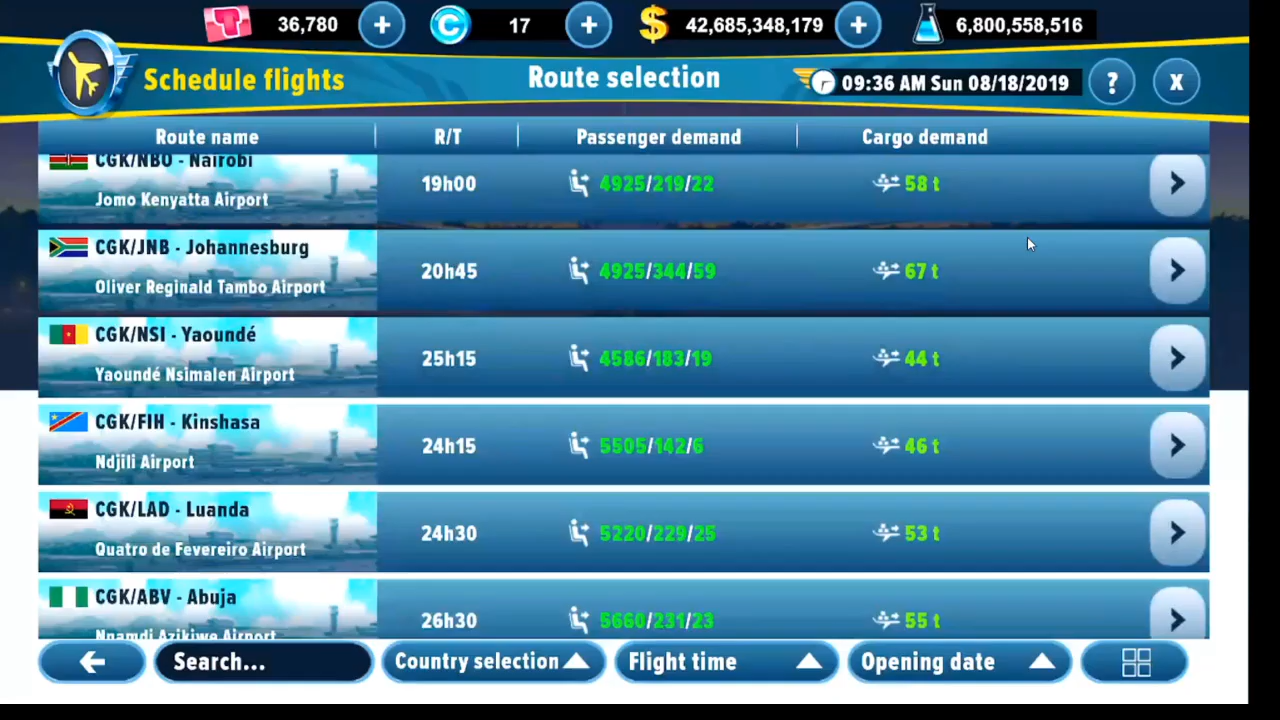 36,780 + 17 + 42,685,348,179 + 6,800,558,516
Schedule flights Route selection 09:36 AM Sun 08/18/2019 ? X
Route name R/T Passenger demand Cargo demand
CGK/NBO - Nairobi
Jomo Kenyatta Airport
19h00 4925/219/22 58 t
CGK/JNB - Johannesburg
Oliver Reginald Tambo Airport
20h45 4925/344/59 67 t
CGK/NSI - Yaoundé
Yaoundé Nsimalen Airport
25h15 4586/183/19 44 t
CGK/FIH - Kinshasa
Ndjili Airport
24h15 5505/142/6 46 t
CGK/LAD - Luanda
Quatro de Fevereiro Airport
24h30 5220/229/25 53 t
CGK/ABV - Abuja
Nnamdi Azikiwe Airport
26h30 5660/231/23 55 t
Search... Country selection Flight time Opening date